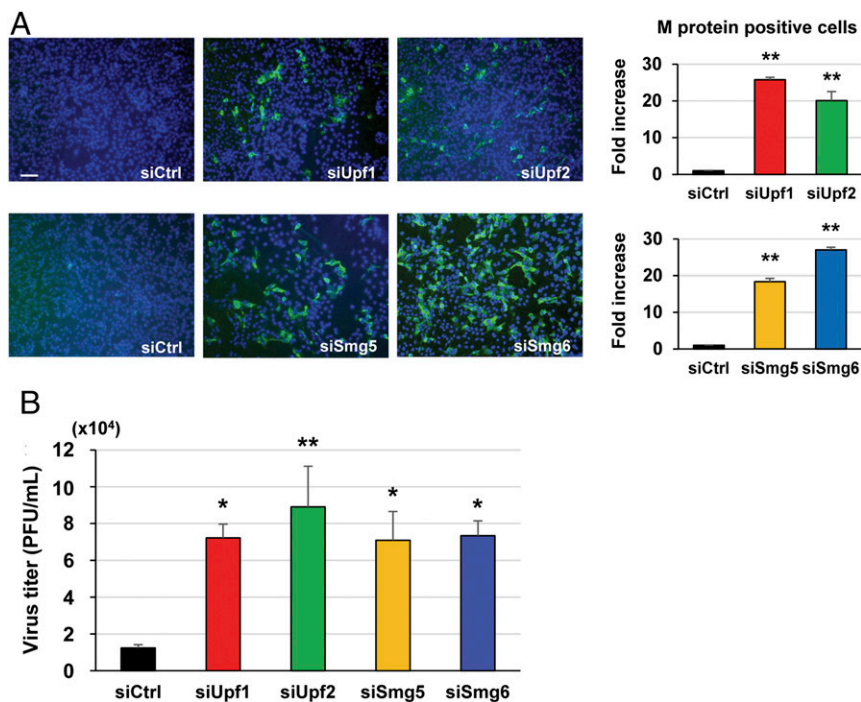 A
siCtrl
siUpf1
siUpf2
siCtrl
siSmg5
siSmg6
M protein positive cells
Fold increase
30
20
10
0
**
**
siCtrl siUpf1 siUpf2
Fold increase
30
20
10
0
**
**
siCtrl siSmg5 siSmg6
B
(x10⁴)
Virus titer (PFU/mL)
12
10
8
6
4
2
0
*
**
*
*
siCtrl siUpf1 siUpf2 siSmg5 siSmg6